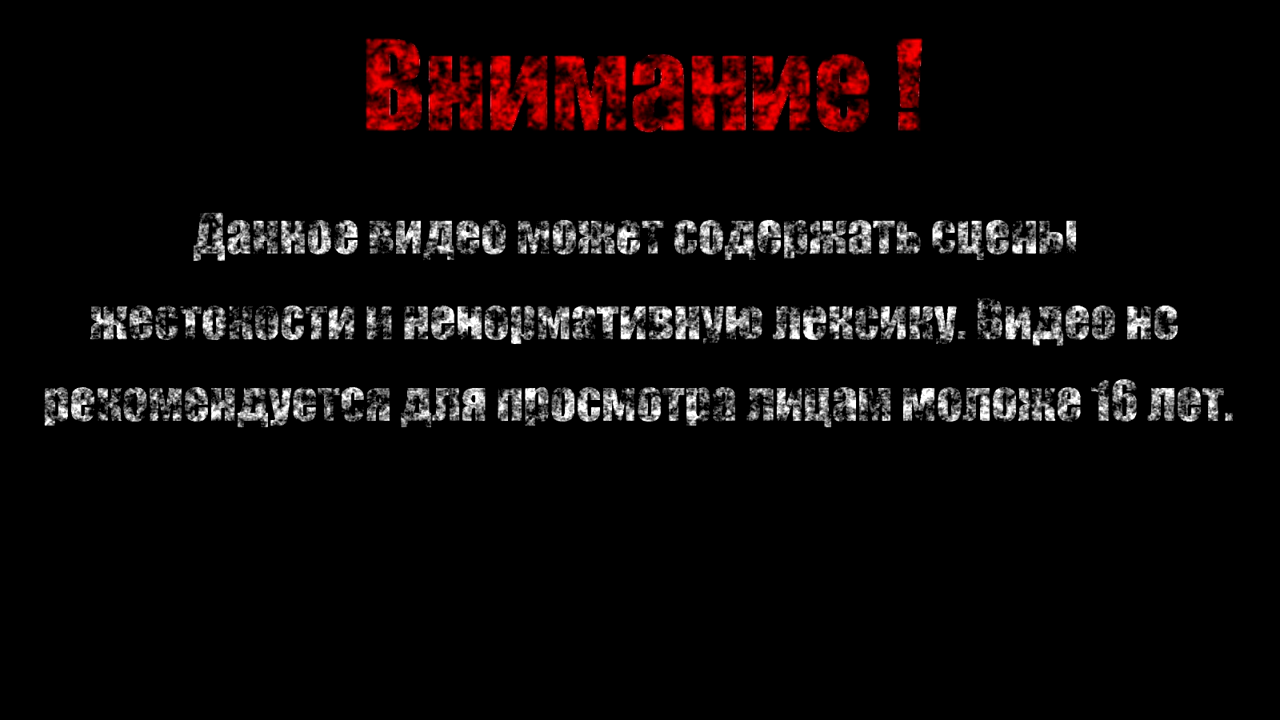 Внимание !
Данное видео может содержать сцены
жестокости и ненормативную лексику. Видео не
рекомендуется для просмотра лицам моложе 16 лет.